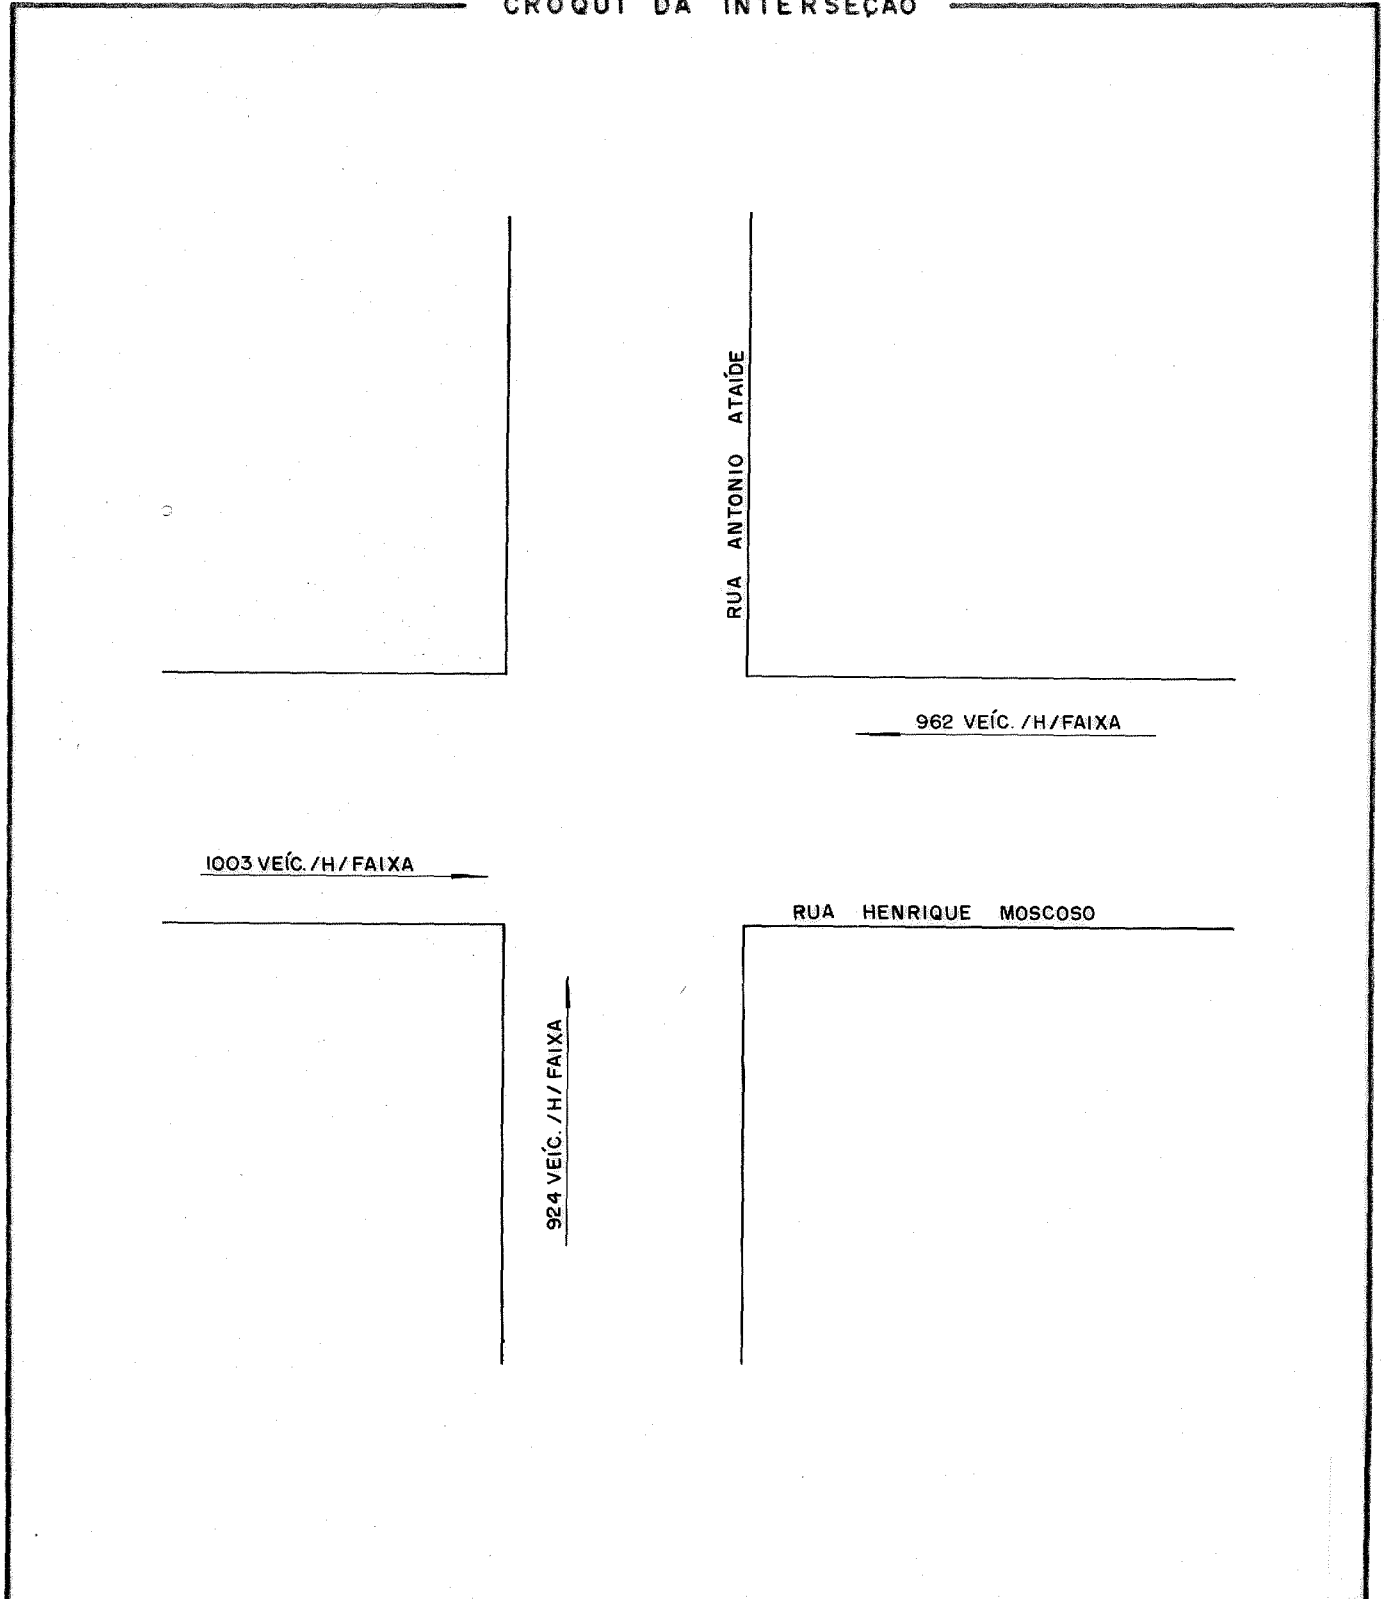 CROQUI DA INTERSEÇÃO
RUA ANTONIO ATAÍDE
962 VEÍC. /H/FAIXA
1003 VEÍC. /H/FAIXA
RUA HENRIQUE MOSCOSO
924 VEÍC. /H/FAIXA